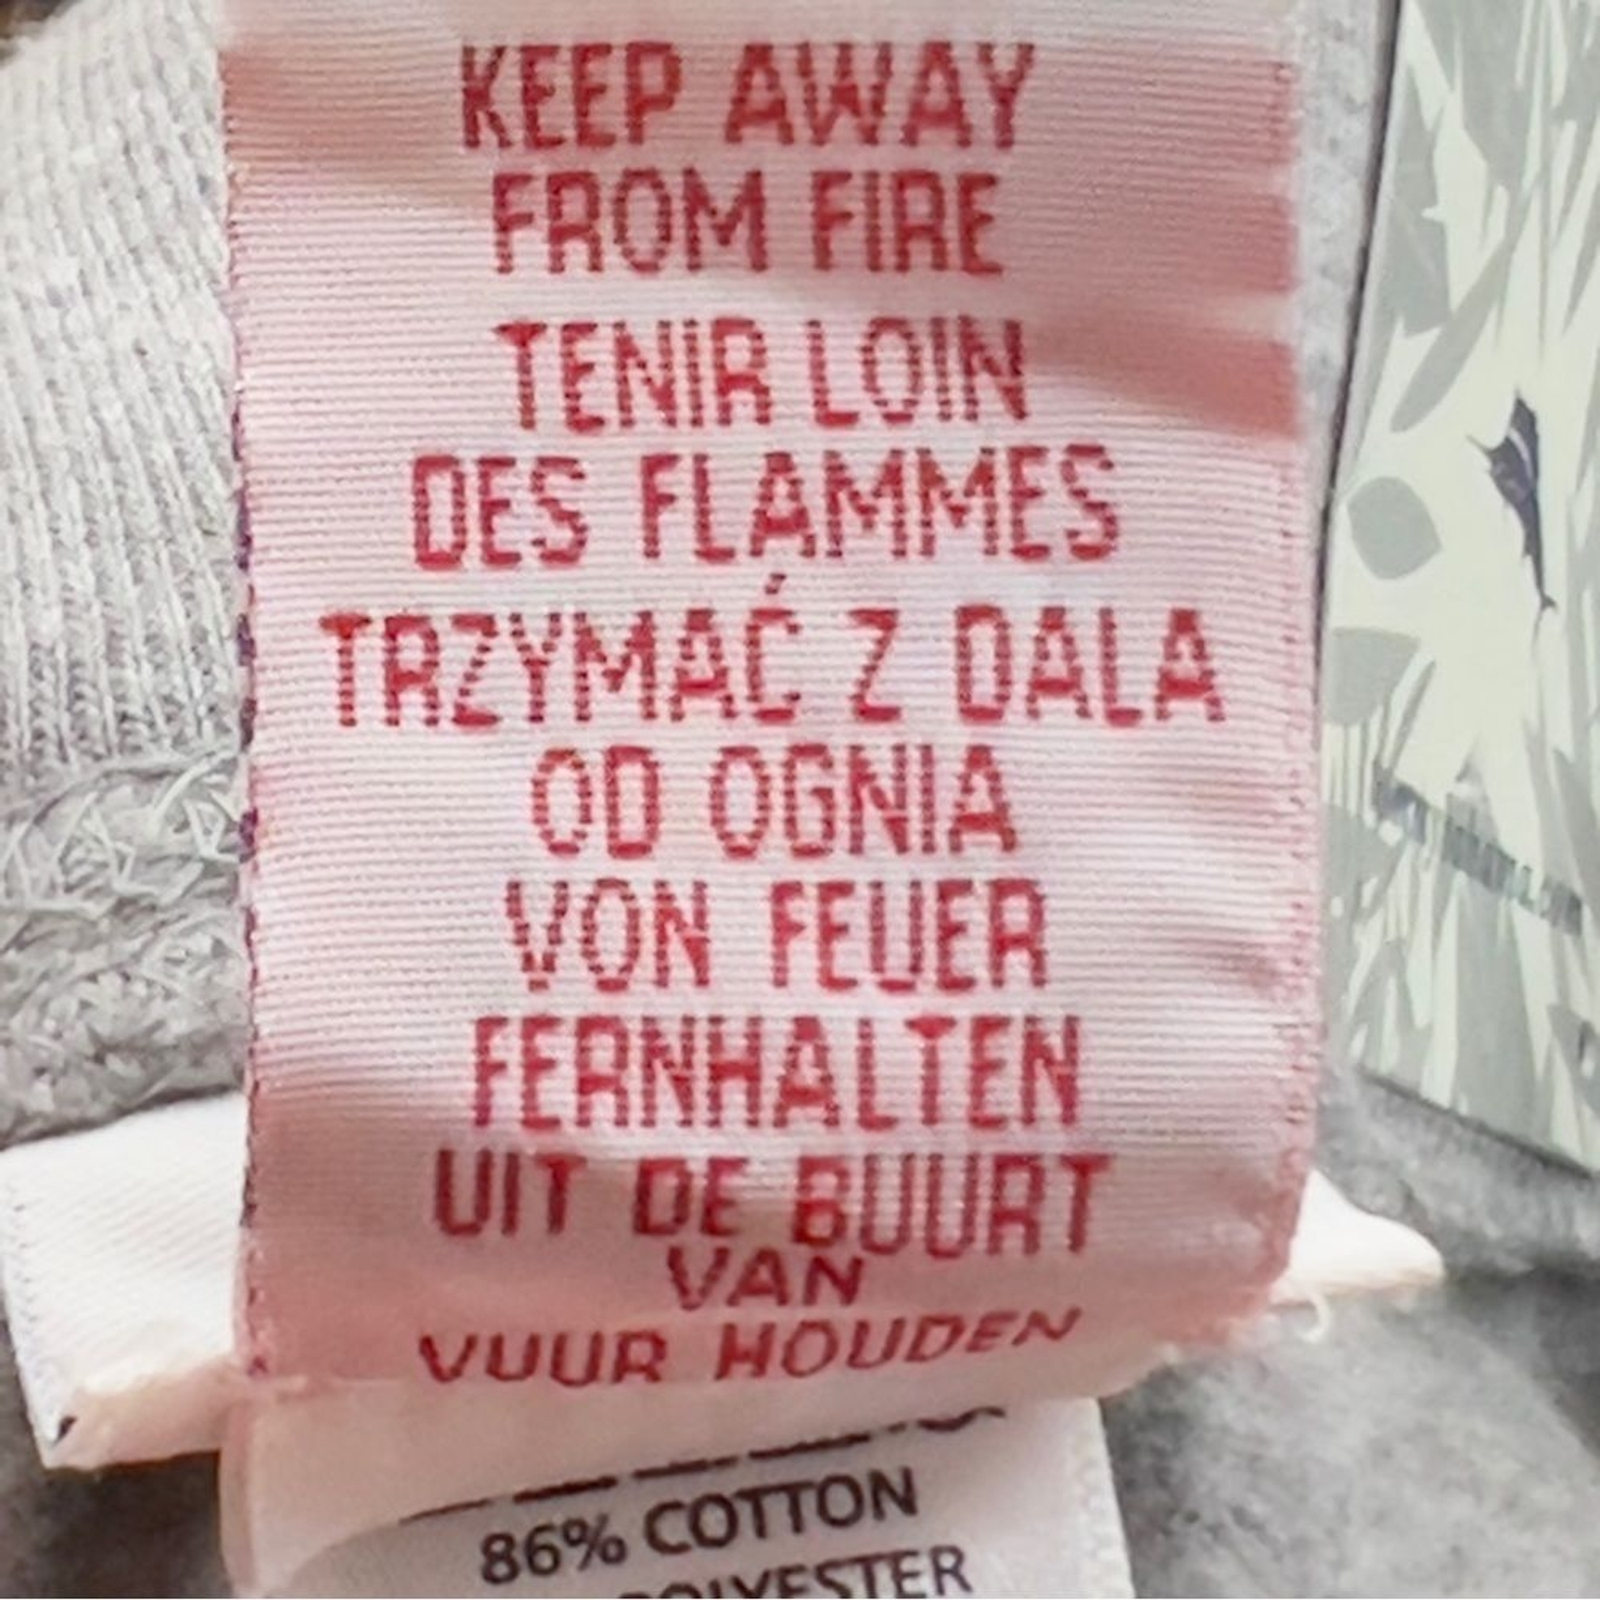 KEEP AWAY
FROM FIRE
TENIR LOIN
DES FLAMMES
TRZYMAĆ Z DALA
OD OGNIA
VON FEUER
FERNHALTEN
UIT DE BUURT
VAN
VUUR HOUDEN
86% COTTON
POLYESTER